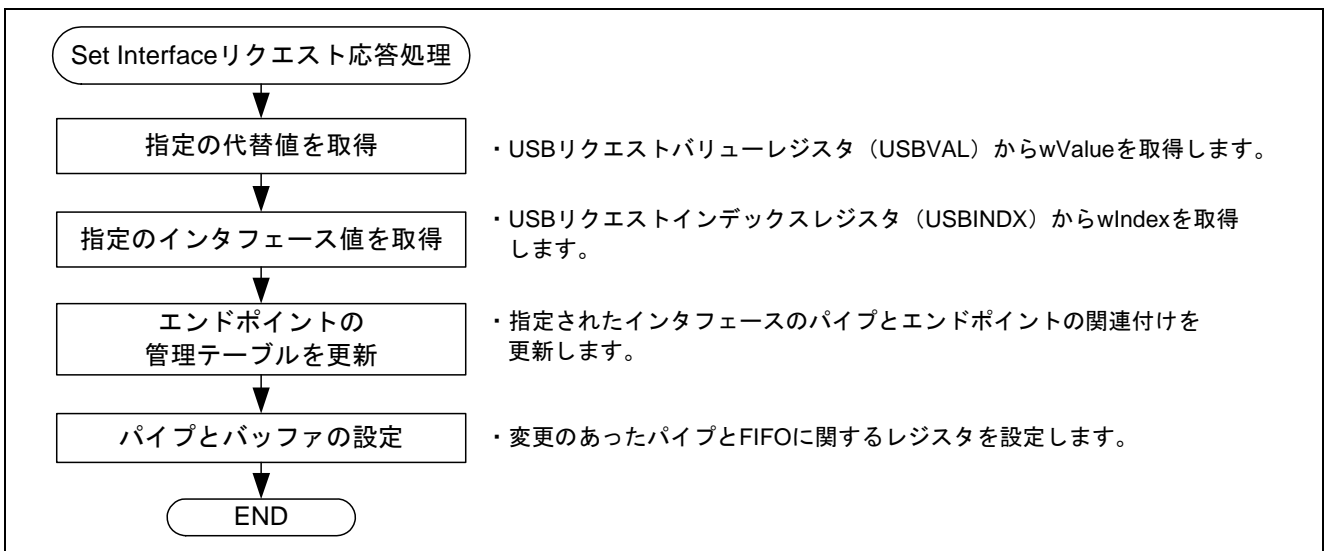 Set Interfaceリクエスト応答処理
指定の代替値を取得
・USBリクエストバリューレジスタ（USBVAL）からwValueを取得します。
指定のインタフェース値を取得
・USBリクエストインデックスレジスタ（USBINDX）からwIndexを取得
します。
エンドポイントの
管理テーブルを更新
・指定されたインタフェースのパイプとエンドポイントの関連付けを
更新します。
パイプとバッファの設定
・変更のあったパイプとFIFOに関するレジスタを設定します。
END